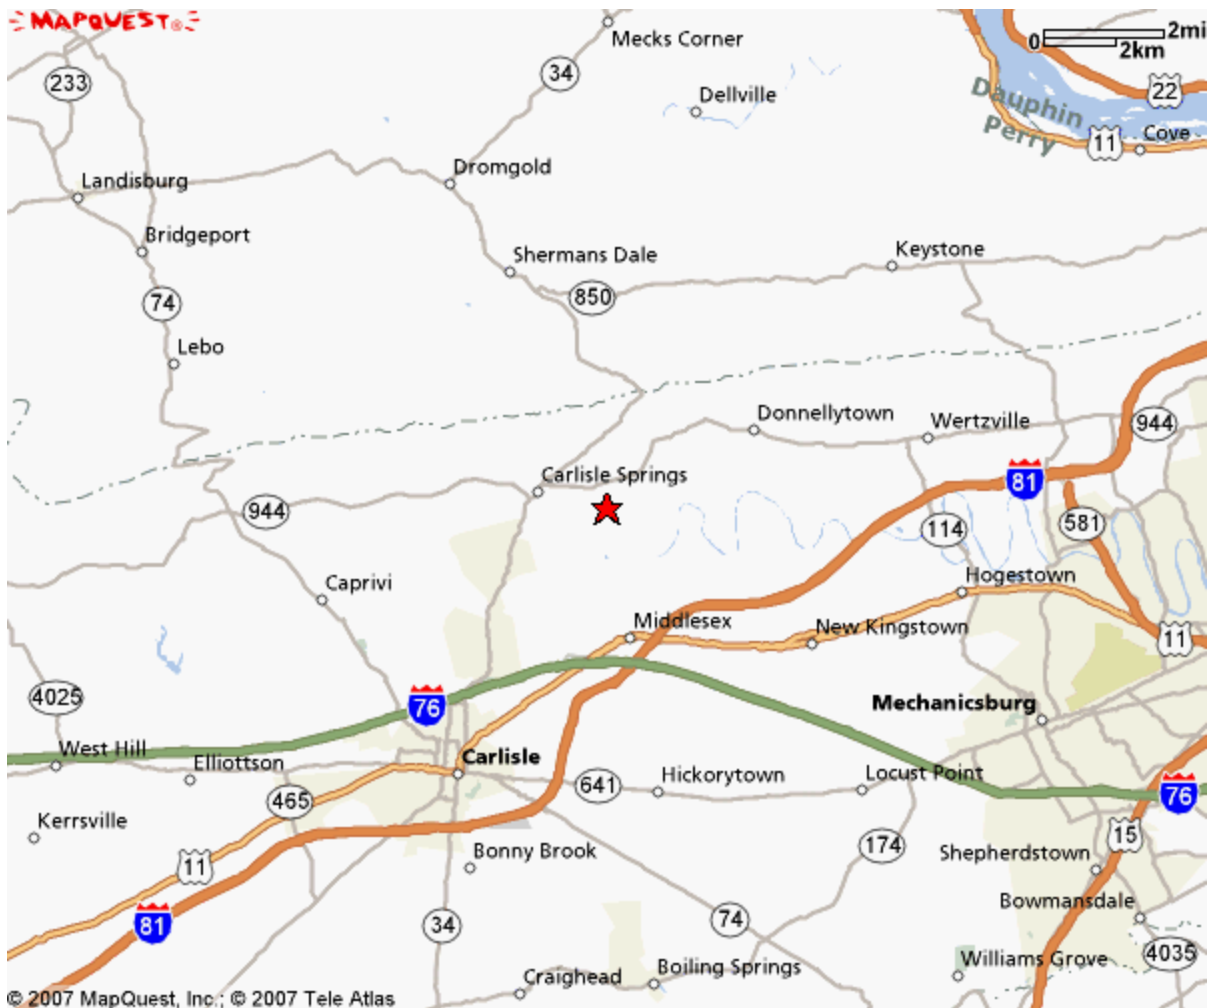 MAPQUEST®
Mecks Corner
0
2mi
2km
34
233
Dellville
22
Dauphin
Perry
11
Cove
Dromgold
Landisburg
Bridgeport
Shermans Dale
Keystone
74
850
Lebo
Donnellytown
Wertzville
944
Carlisle Springs
81
944
114
581
Caprivi
Hogestown
Middlesex
New Kingstown
11
4025
76
Mechanicsburg
West Hill
Elliottson
Carlisle
641
Hickorytown
Locust Point
76
465
Kerrsville
15
174
Shepherdstown
Bonny Brook
11
Bowmansdale
81
34
74
4035
Williams Grove
Boiling Springs
Craighead
© 2007 MapQuest, Inc.; © 2007 Tele Atlas